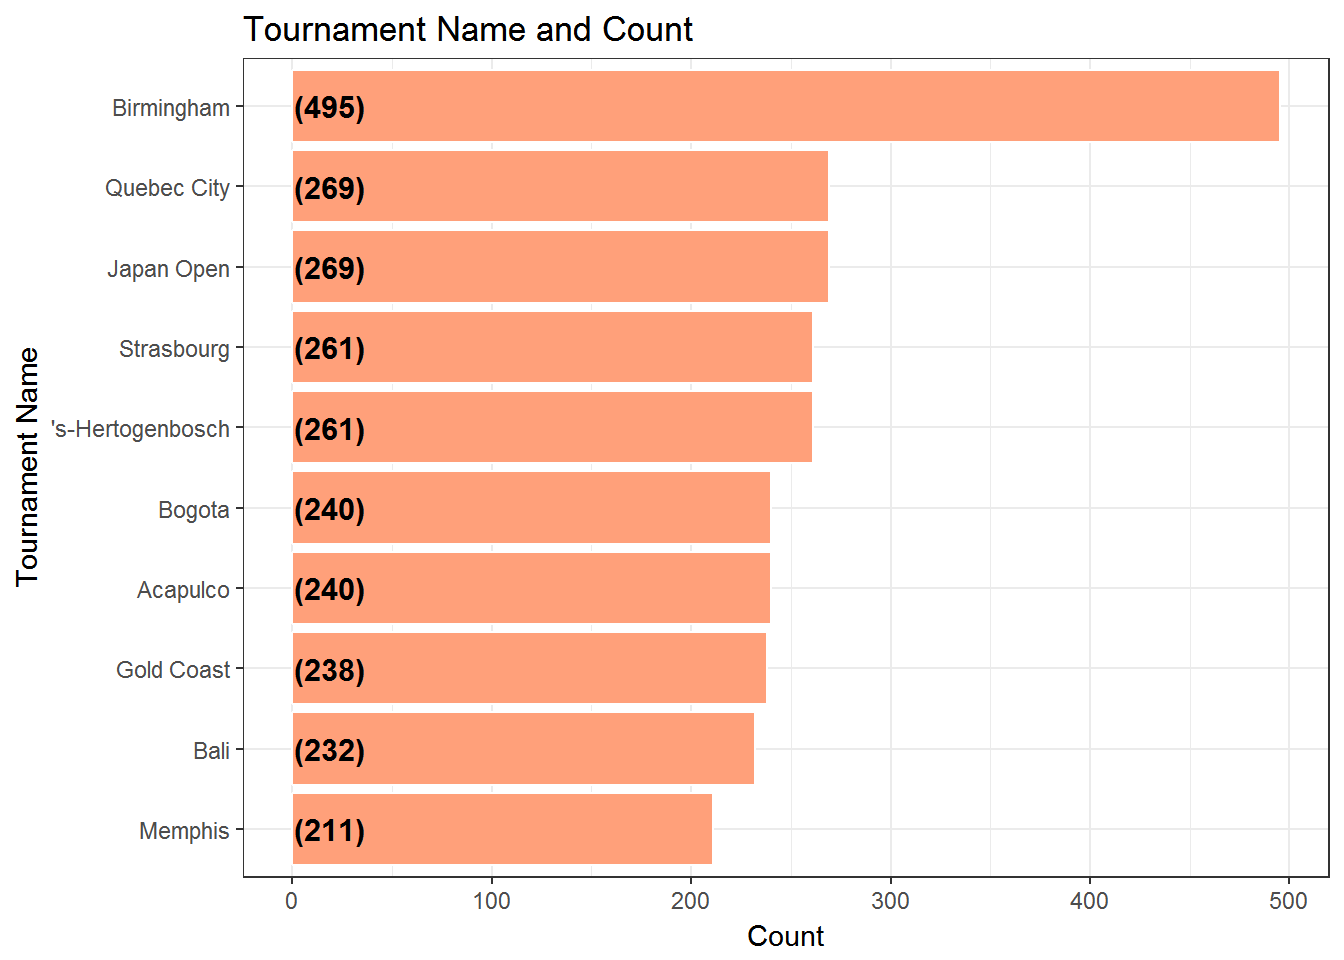 Tournament Name and Count
Birmingham (495)
Quebec City (269)
Japan Open (269)
Strasbourg (261)
's-Hertogenbosch (261)
Bogota (240)
Acapulco (240)
Gold Coast (238)
Bali (232)
Memphis (211)
0 100 200 300 400 500
Count
Tournament Name